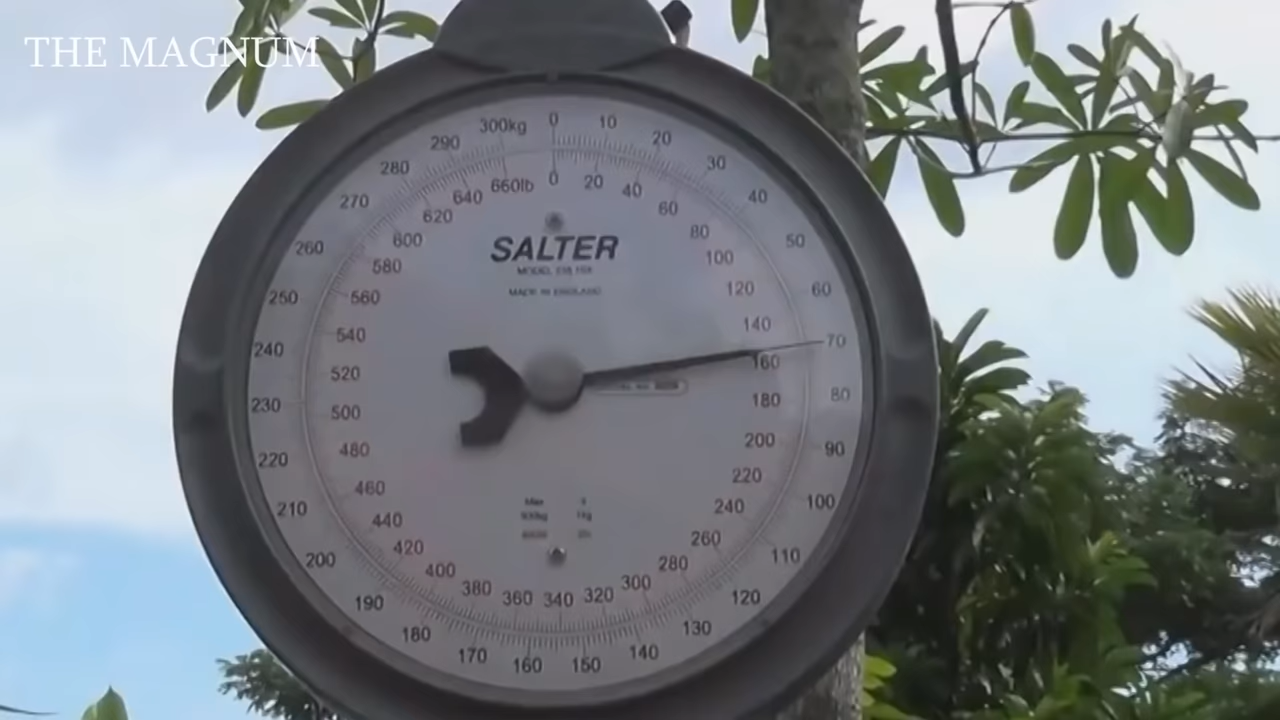 THE MAGNUM
300kg 0 10 20 30 40 50 60 70 80 90 100 110 120 130 140 150 160 170 180 190 200 210 220 230 240 250 260 270 280 290
660lb 0 20 40 60 80 100 120 140 160 180 200 220 240 260 280 300 320 340 360 380 400 420 440 460 480 500 520 540 560 580 600 620 640
SALTER
MODEL
MADE IN ENGLAND
Max
1kg